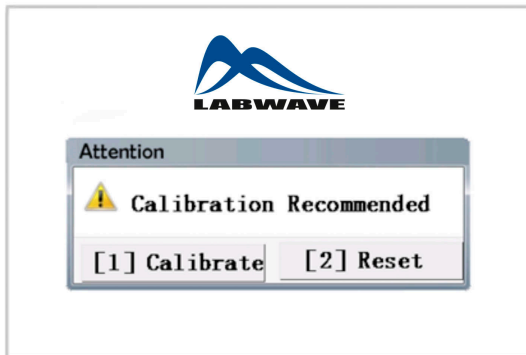 LABWAVE
Attention
Calibration Recommended
[1] Calibrate
[2] Reset